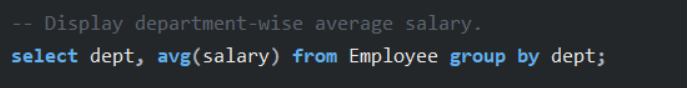 -- Display department-wise average salary.
select dept, avg(salary) from Employee group by dept;